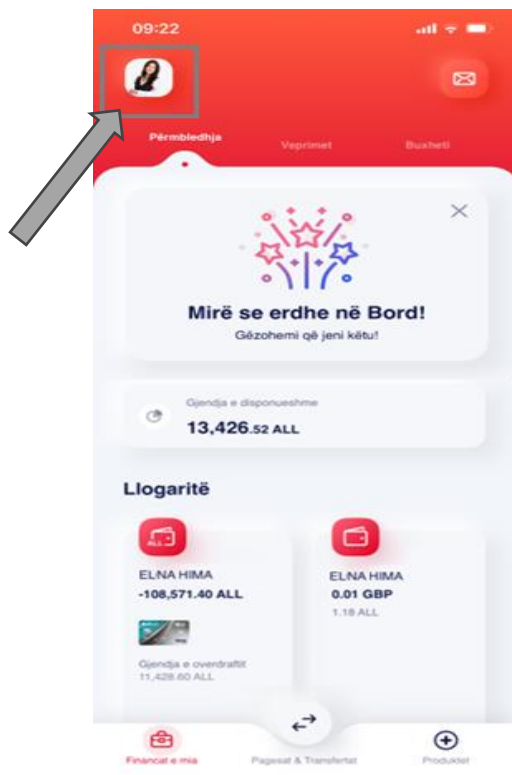 09:22
Përmbledhja Veprimet Buxheti
Mirë se erdhe në Bord!
Gëzohemi që jeni këtu!
Gjendja e disponueshme
13,426.52 ALL
Llogaritë
ALL
ELNA HIMA
-108,571.40 ALL
Gjendja e overdraftit
11,428.60 ALL
ELNA HIMA
0.01 GBP
1.18 ALL
Financat e mia Pagesat & Transfertat Produktet